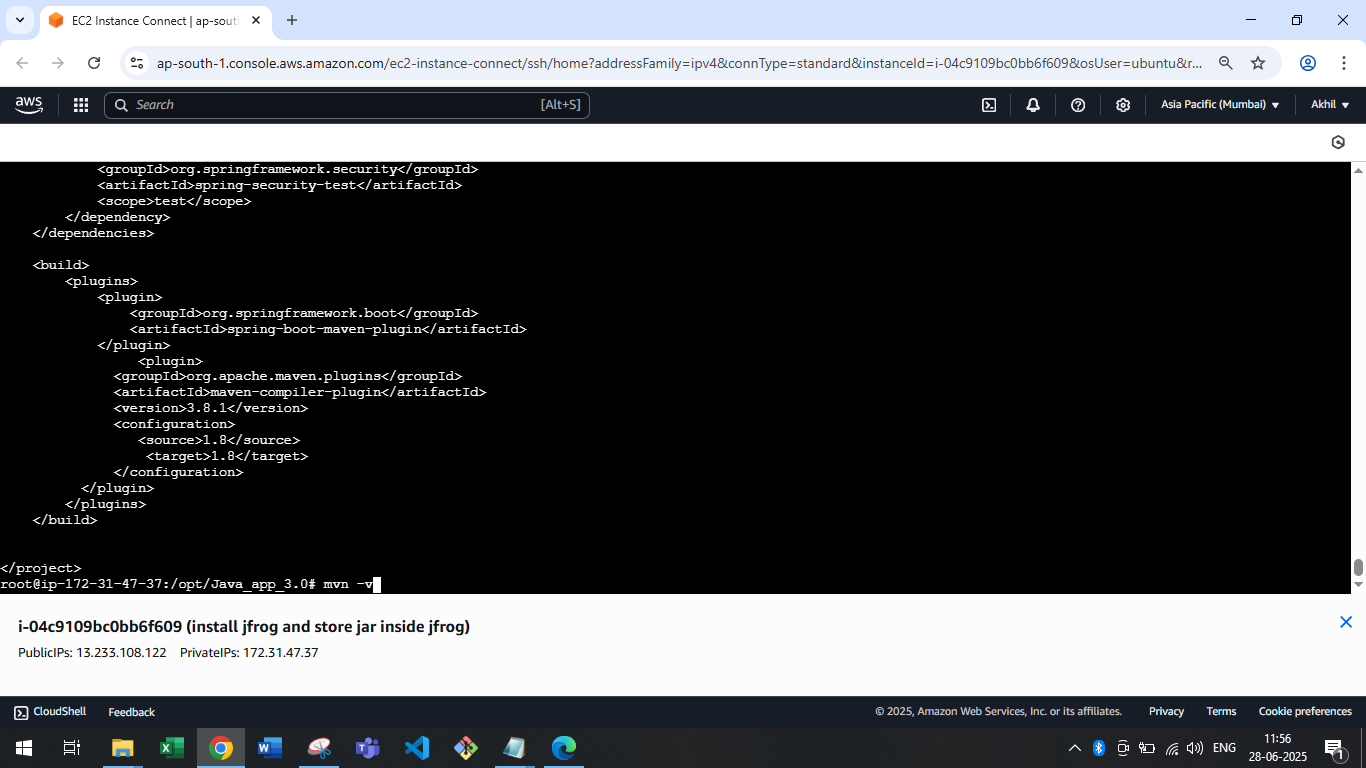 EC2 Instance Connect | ap-sout
ap-south-1.console.aws.amazon.com/ec2-instance-connect/ssh/home?addressFamily=ipv4&connType=standard&instanceId=i-04c9109bc0bb6f609&osUser=ubuntu&r...
aws
Search
[Alt+S]
Asia Pacific (Mumbai)
Akhil
<groupId>org.springframework.security</groupId>
<artifactId>spring-security-test</artifactId>
<scope>test</scope>
</dependency>
</dependencies>
<build>
<plugins>
<plugin>
<groupId>org.springframework.boot</groupId>
<artifactId>spring-boot-maven-plugin</artifactId>
</plugin>
<plugin>
<groupId>org.apache.maven.plugins</groupId>
<artifactId>maven-compiler-plugin</artifactId>
<version>3.8.1</version>
<configuration>
<source>1.8</source>
<target>1.8</target>
</configuration>
</plugin>
</plugins>
</build>
</project>
root@ip-172-31-47-37:/opt/Java_app_3.0# mvn -v
i-04c9109bc0bb6f609 (install jfrog and store jar inside jfrog)
PublicIPs: 13.233.108.122 PrivateIPs: 172.31.47.37
CloudShell
Feedback
© 2025, Amazon Web Services, Inc. or its affiliates.
Privacy
Terms
Cookie preferences
ENG
11:56
28-06-2025
1